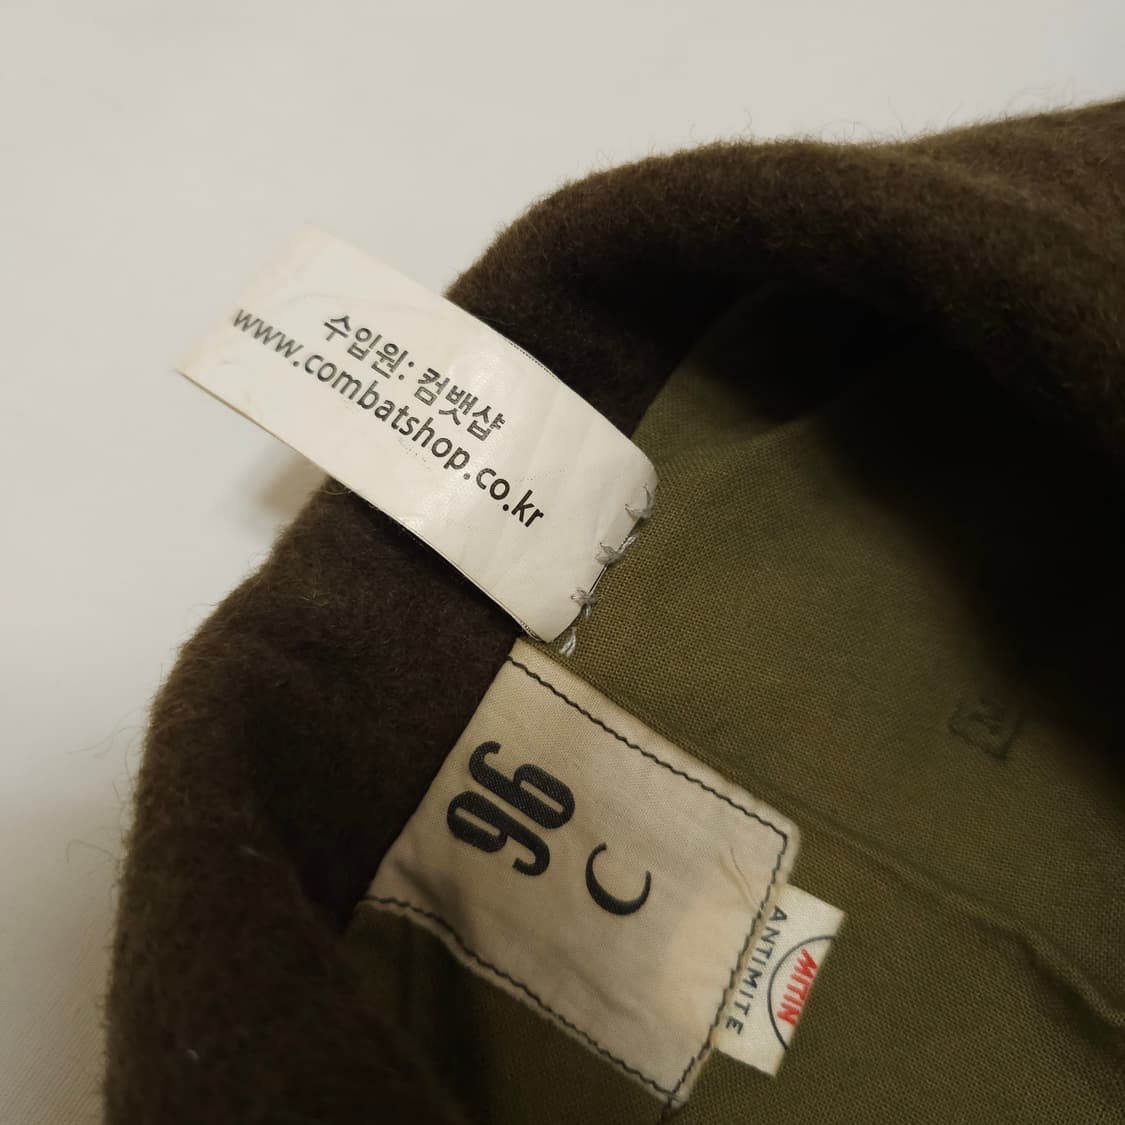 수입원: 컴뱃샵
www.combatshop.co.kr
96
C
ANTIMITE
MITIN